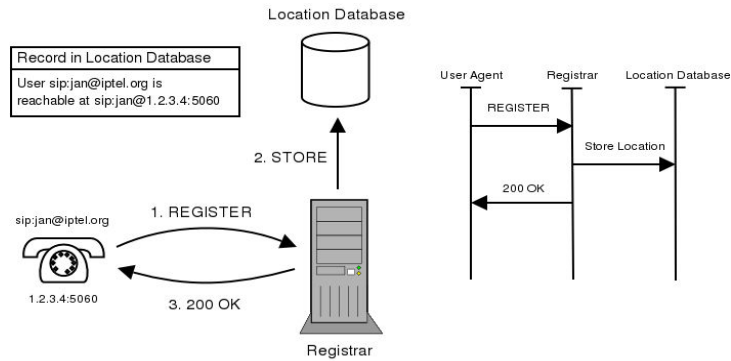 Location Database
Record in Location Database
User sip:jan@iptel.org is
reachable at sip:jan@1.2.3.4:5060
2. STORE
sip:jan@iptel.org
1. REGISTER
1.2.3.4:5060
3. 200 OK
Registrar
User Agent
Registrar
Location Database
REGISTER
Store Location
200 OK